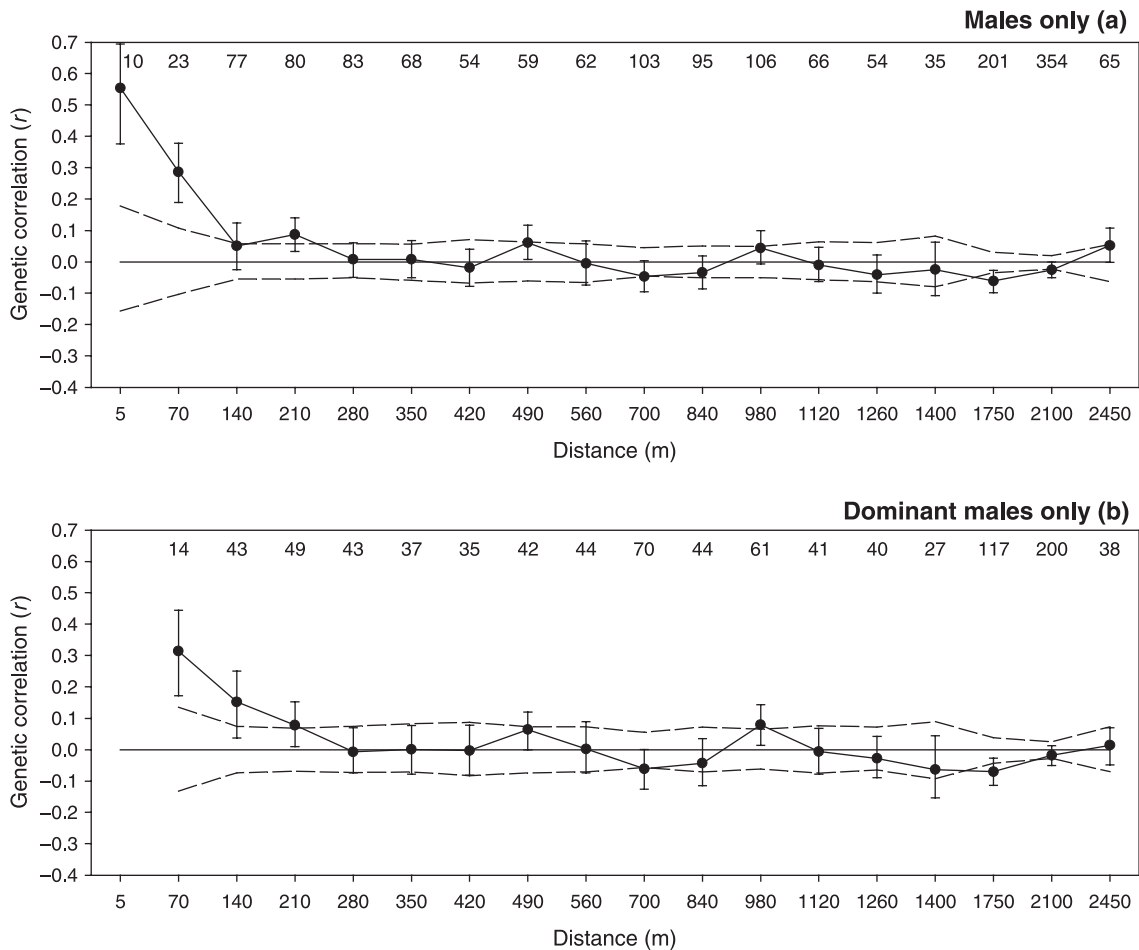 Males only (a)
0.7
0.6
0.5
0.4
0.3
0.2
0.1
0.0
−0.1
−0.2
−0.3
−0.4
Genetic correlation (r)
10 23 77 80 83 68 54 59 62 103 95 106 66 54 35 201 354 65
5 70 140 210 280 350 420 490 560 700 840 980 1120 1260 1400 1750 2100 2450
Distance (m)
Dominant males only (b)
0.7
0.6
0.5
0.4
0.3
0.2
0.1
0.0
−0.1
−0.2
−0.3
−0.4
Genetic correlation (r)
14 43 49 43 37 35 42 44 70 44 61 41 40 27 117 200 38
5 70 140 210 280 350 420 490 560 700 840 980 1120 1260 1400 1750 2100 2450
Distance (m)